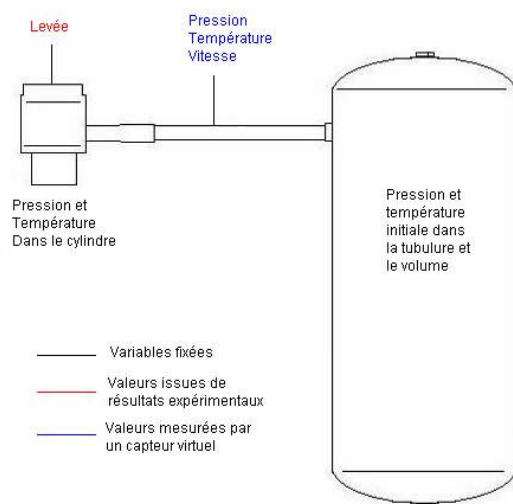 Levée
Pression
Température
Vitesse
Pression et
Température
Dans le cylindre
Pression et
température
initiale dans
la tubulure et
le volume
Variables fixées
Valeurs issues de
résultats expérimentaux
Valeurs mesurées par
un capteur virtuel